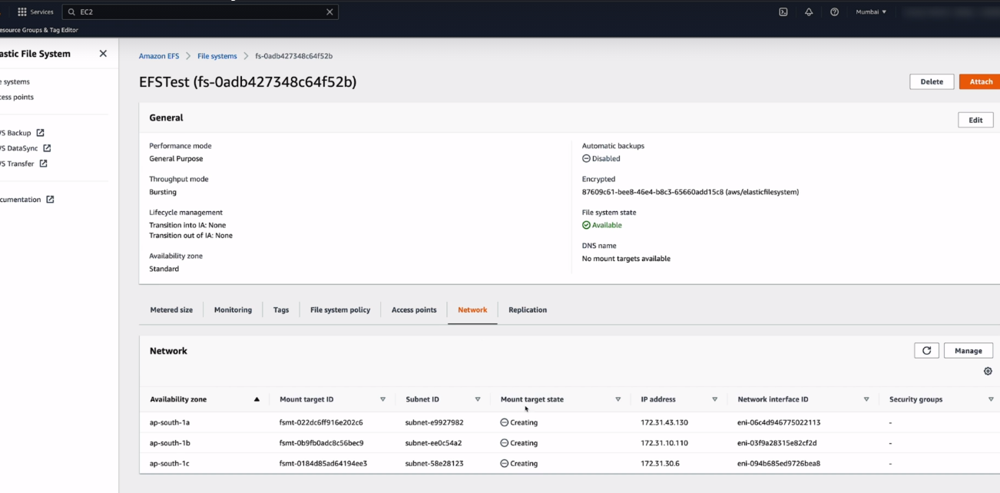 Services EC2 Mumbai
esource Groups & Tag Editor
astic File System
e systems
cess points
/S Backup
/S DataSync
/S Transfer
cumentation
Amazon EFS File systems fs-0adb427348c64f52b
EFSTest (fs-0adb427348c64f52b)
Delete Attach
General
Edit
Performance mode
General Purpose
Throughput mode
Bursting
Lifecycle management
Transition into IA: None
Transition out of IA: None
Availability zone
Standard
Automatic backups
Disabled
Encrypted
87609c61-bee8-46e4-b8c3-65660add15c8 (aws/elasticfilesystem)
File system state
Available
DNS name
No mount targets available
Metered size Monitoring Tags File system policy Access points Network Replication
Network
Manage
Availability zone Mount target ID Subnet ID Mount target state IP address Network interface ID Security groups
ap-south-1a fsmt-022dc6ff916e202c6 subnet-e9927982 Creating 172.31.43.130 eni-06c4d946775022113 -
ap-south-1b fsmt-0b9fb0adc8c56bec9 subnet-ee0c54a2 Creating 172.31.10.110 eni-03f9a28315e82cf2d -
ap-south-1c fsmt-0184d85ad64194ee3 subnet-58e28123 Creating 172.31.30.6 eni-094b685ed9726bea8 -